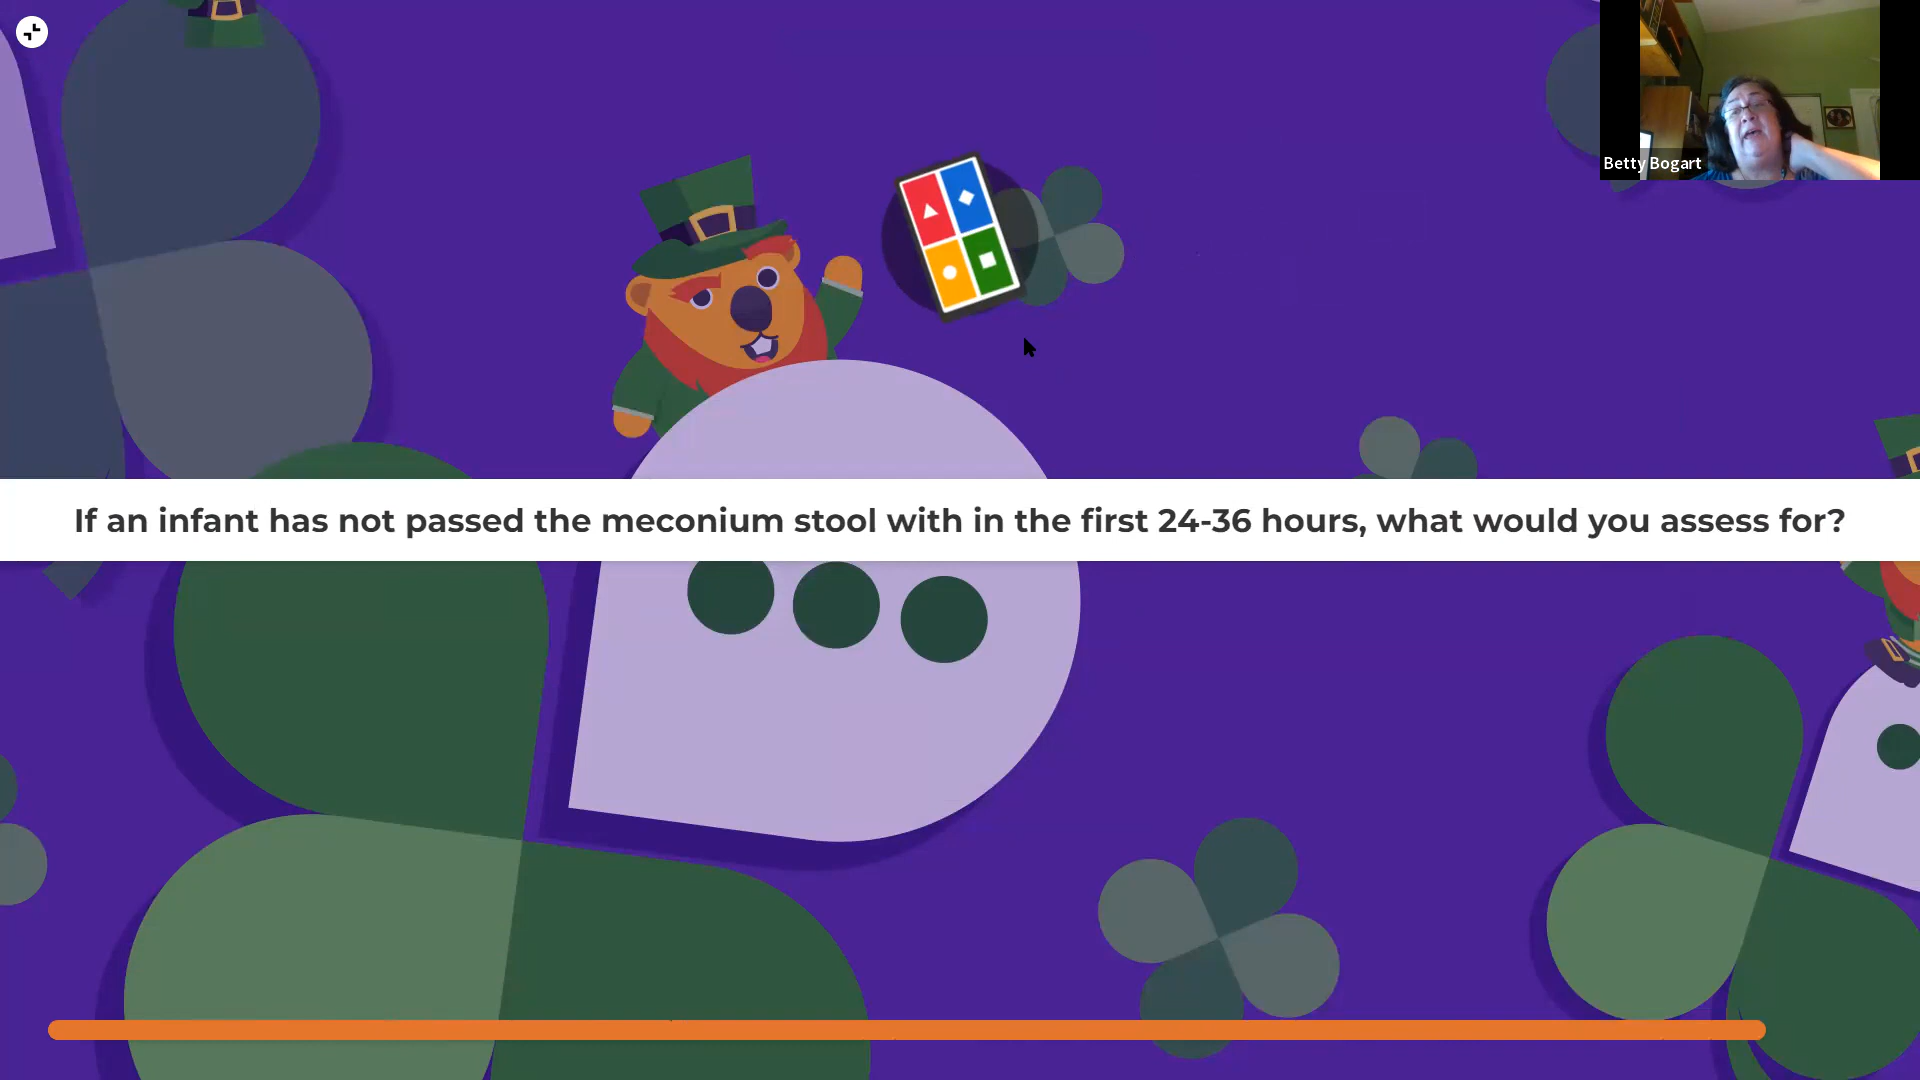 Betty Bogart
If an infant has not passed the meconium stool with in the first 24-36 hours, what would you assess for?